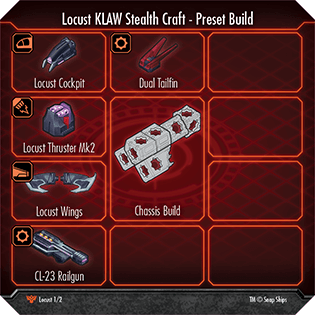 Locust KLAW Stealth Craft - Preset Build
Locust Cockpit
Dual Tailfin
Locust Thruster Mk2
Locust Wings
Chassis Build
CL-23 Railgun
Locust 1/2
TM © Snap Ships